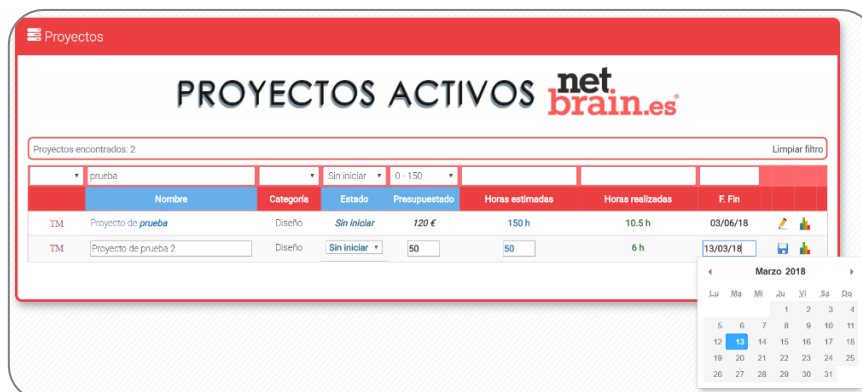 Proyectos
PROYECTOS ACTIVOS net brain.es
Proyectos encontrados: 2 Limpiar filtro
prueba Sin iniciar 0 - 150
Nombre Categoría Estado Presupuestado Horas estimadas Horas realizadas F. Fin
TM Proyecto de prueba Diseño Sin iniciar 120 € 150 h 10.5 h 03/06/18
TM Proyecto de prueba 2 Diseño Sin iniciar 50 50 6 h 13/03/18
Marzo 2018
Lu Ma Mi Ju Vi Sa Do
1 2 3 4
5 6 7 8 9 10 11
12 13 14 15 16 17 18
19 20 21 22 23 24 25
26 27 28 29 30 31